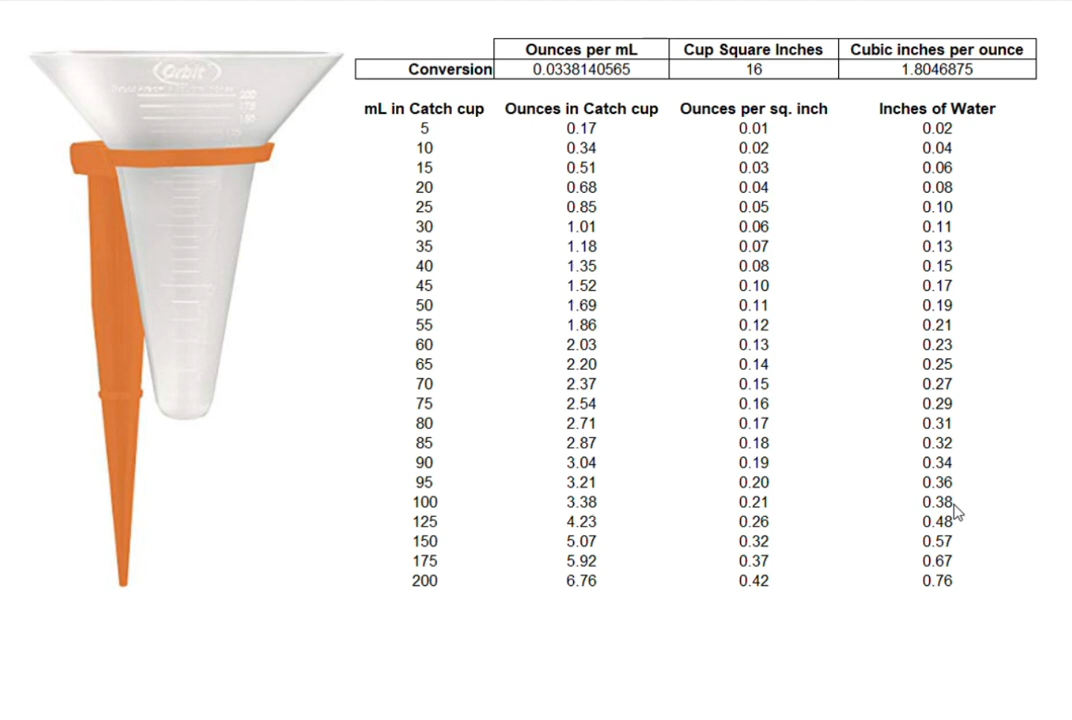 Ounces per mL Cup Square Inches Cubic inches per ounce
Conversion 0.0338140565 16 1.8046875
Orbit
200
175
150
125
mL in Catch cup Ounces in Catch cup Ounces per sq. inch Inches of Water
5 0.17 0.01 0.02
10 0.34 0.02 0.04
15 0.51 0.03 0.06
20 0.68 0.04 0.08
25 0.85 0.05 0.10
30 1.01 0.06 0.11
35 1.18 0.07 0.13
40 1.35 0.08 0.15
45 1.52 0.10 0.17
50 1.69 0.11 0.19
55 1.86 0.12 0.21
60 2.03 0.13 0.23
65 2.20 0.14 0.25
70 2.37 0.15 0.27
75 2.54 0.16 0.29
80 2.71 0.17 0.31
85 2.87 0.18 0.32
90 3.04 0.19 0.34
95 3.21 0.20 0.36
100 3.38 0.21 0.38
125 4.23 0.26 0.48
150 5.07 0.32 0.57
175 5.92 0.37 0.67
200 6.76 0.42 0.76